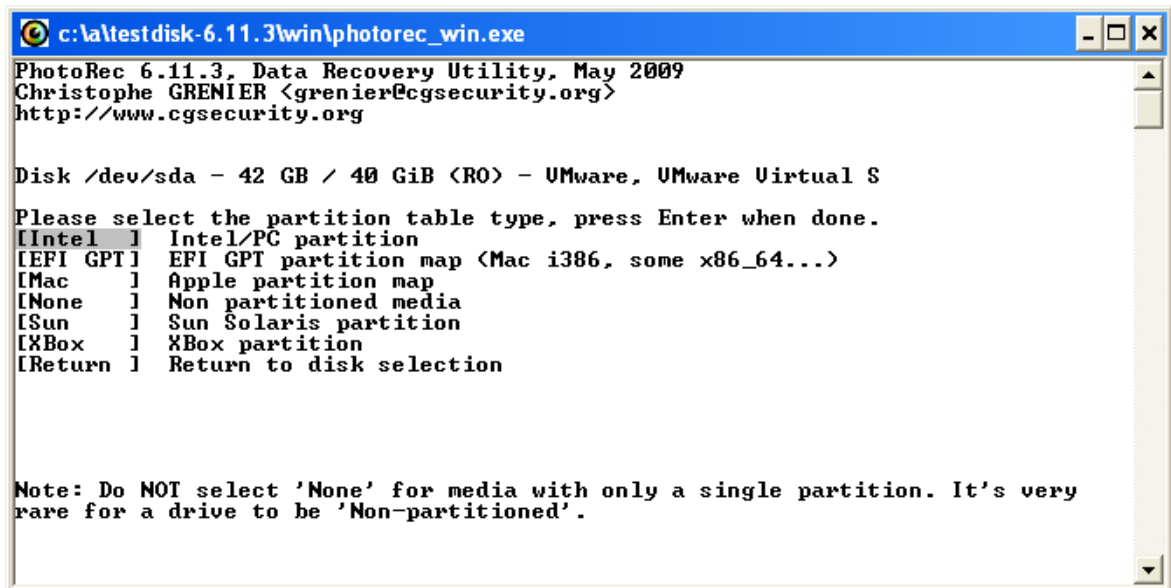 c:\a\testdisk-6.11.3\win\photorec_win.exe
PhotoRec 6.11.3, Data Recovery Utility, May 2009
Christophe GRENIER <grenier@cgsecurity.org>
http://www.cgsecurity.org
Disk /dev/sda - 42 GB / 40 GiB (RO) - VMware, VMware Virtual S
Please select the partition table type, press Enter when done.
[Intel  ]  Intel/PC partition
[EFI GPT]  EFI GPT partition map (Mac i386, some x86_64...)
[Mac    ]  Apple partition map
[None   ]  Non partitioned media
[Sun    ]  Sun Solaris partition
[XBox   ]  XBox partition
[Return ]  Return to disk selection
Note: Do NOT select 'None' for media with only a single partition. It's very
rare for a drive to be 'Non-partitioned'.